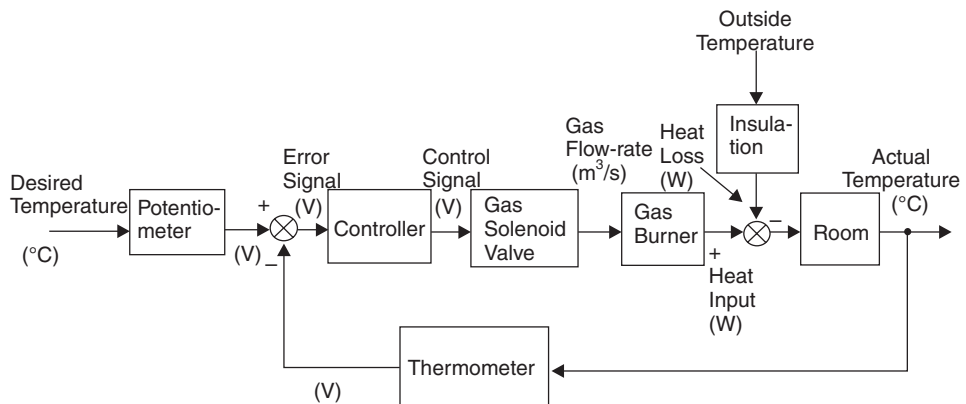 Outside
Temperature
Insula-
tion
Gas
Flow-rate
(m³/s)
Heat
Loss
(W)
Actual
Temperature
(°C)
Error
Signal
(V)
Control
Signal
(V)
Desired
Temperature
(°C)
Potentio-
meter
(V)
+
−
Controller
Gas
Solenoid
Valve
Gas
Burner
+
−
Heat
Input
(W)
Room
Thermometer
(V)